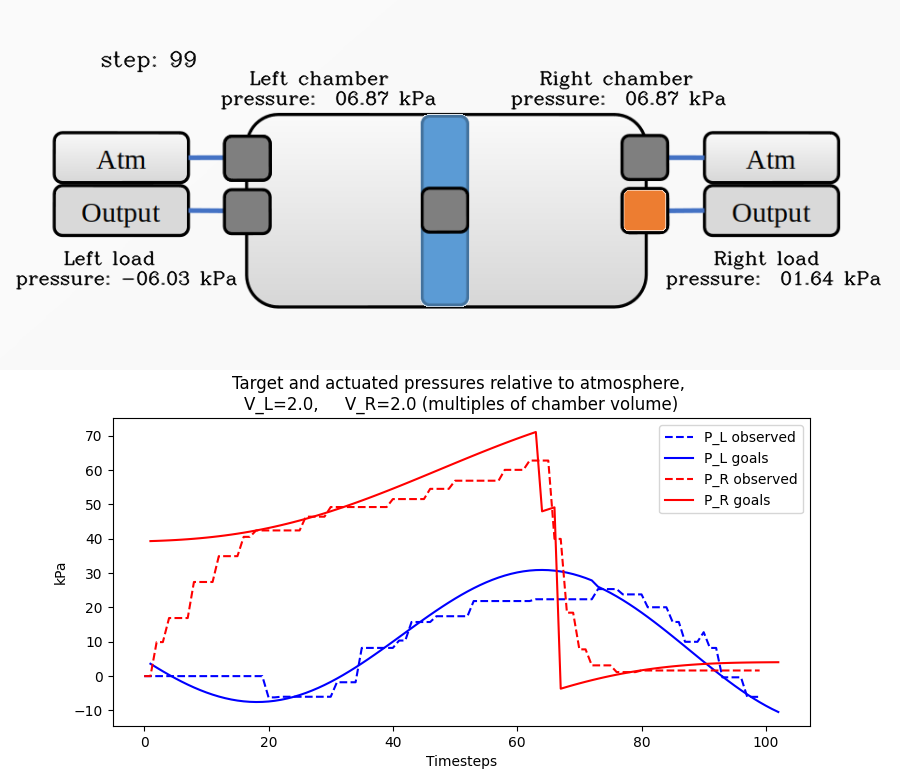 step: 99
Left chamber
pressure:  06.87 kPa
Right chamber
pressure:  06.87 kPa
Atm
Output
Atm
Output
Left load
pressure: -06.03 kPa
Right load
pressure:  01.64 kPa
Target and actuated pressures relative to atmosphere,
V_L=2.0,     V_R=2.0 (multiples of chamber volume)
P_L observed
P_L goals
P_R observed
P_R goals
kPa
70
60
50
40
30
20
10
0
−10
0 20 40 60 80 100
Timesteps